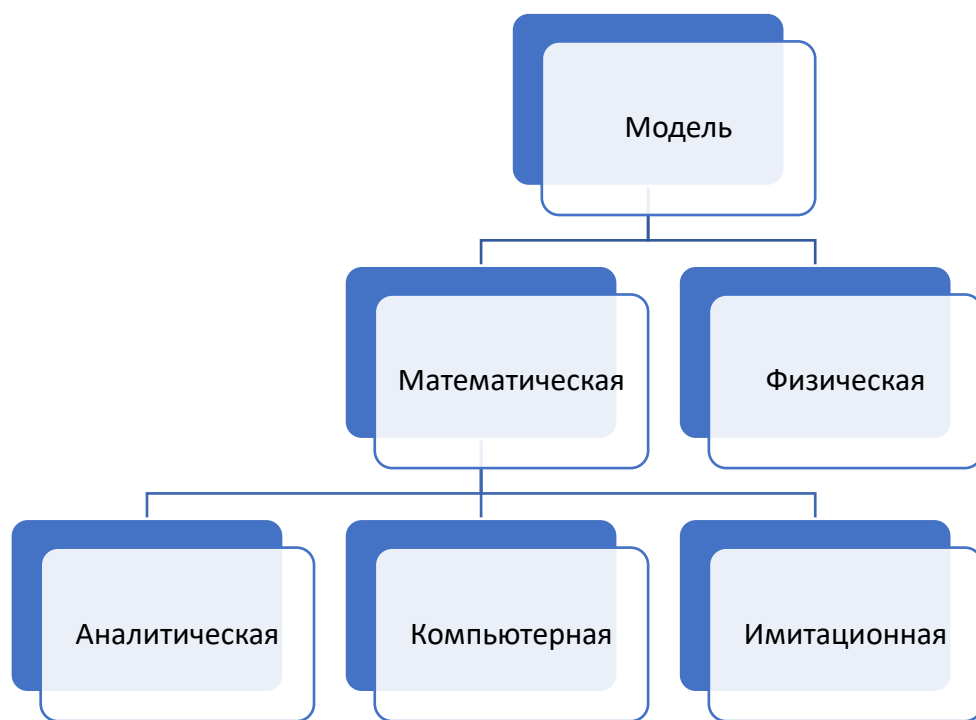 Модель
Математическая
Физическая
Аналитическая
Компьютерная
Имитационная